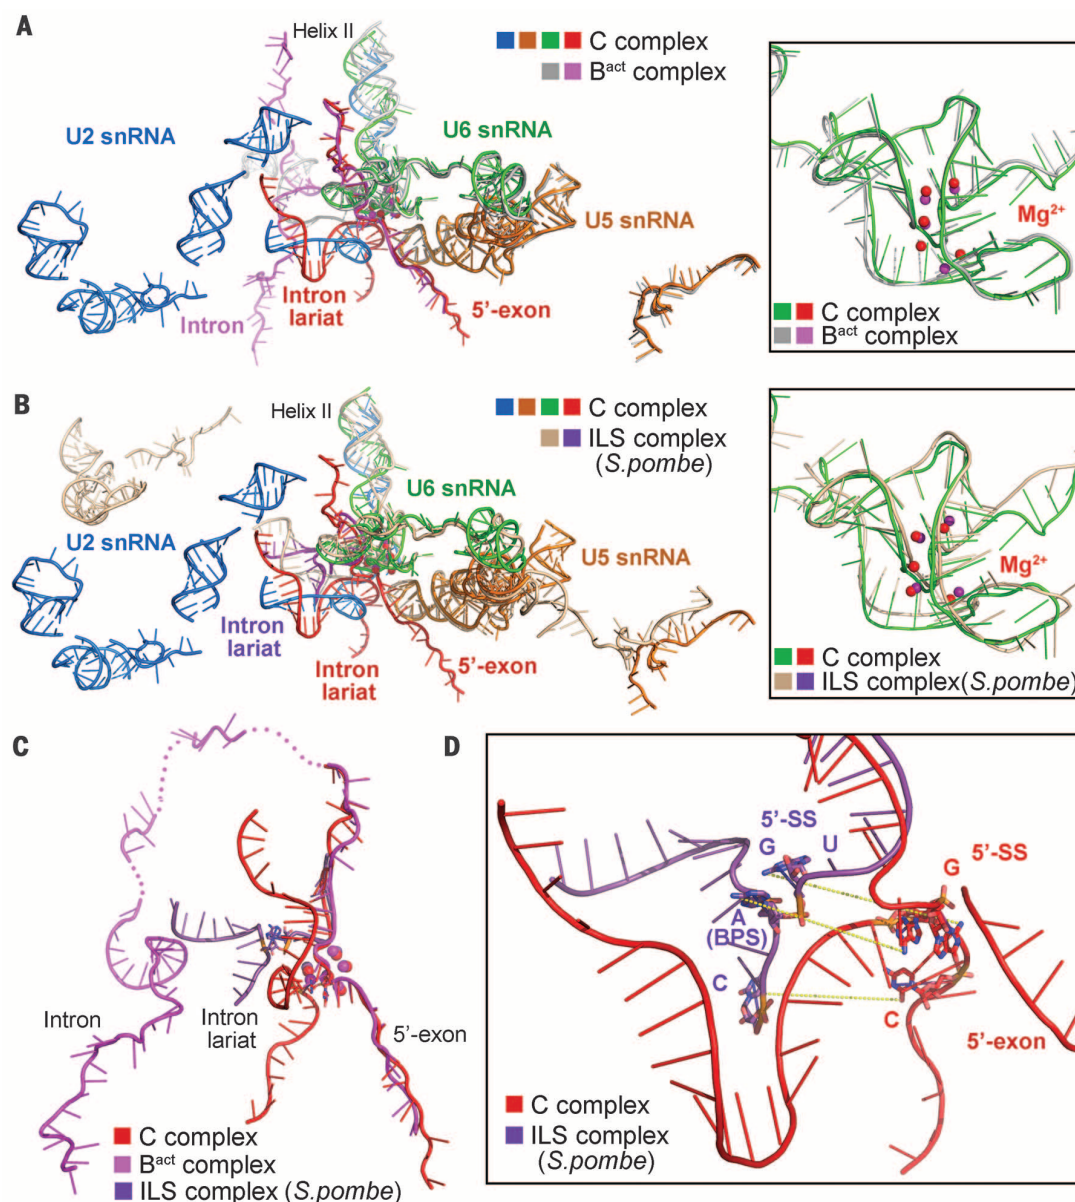 A
Helix II
C complex
Bact complex
U2 snRNA
U6 snRNA
U5 snRNA
Intron
Intron
lariat
5'-exon
Mg2+
C complex
Bact complex
B
Helix II
C complex
ILS complex
(S.pombe)
U2 snRNA
U6 snRNA
U5 snRNA
Intron
lariat
Intron
lariat
5'-exon
Mg2+
C complex
ILS complex(S.pombe)
C
Intron
Intron
lariat
5'-exon
C complex
Bact complex
ILS complex (S.pombe)
D
5'-SS
G
U
5'-SS
G
A
(BPS)
C
C
5'-exon
C complex
ILS complex
(S.pombe)